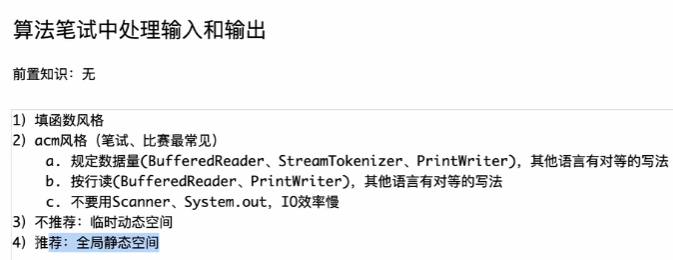 算法笔试中处理输入和输出
前置知识：无
1）填函数风格
2）acm风格（笔试、比赛最常见）
a. 规定数据量(BufferedReader、StreamTokenizer、PrintWriter)，其他语言有对等的写法
b. 按行读(BufferedReader、PrintWriter)，其他语言有对等的写法
c. 不要用Scanner、System.out，IO效率慢
3）不推荐：临时动态空间
4）推荐：全局静态空间